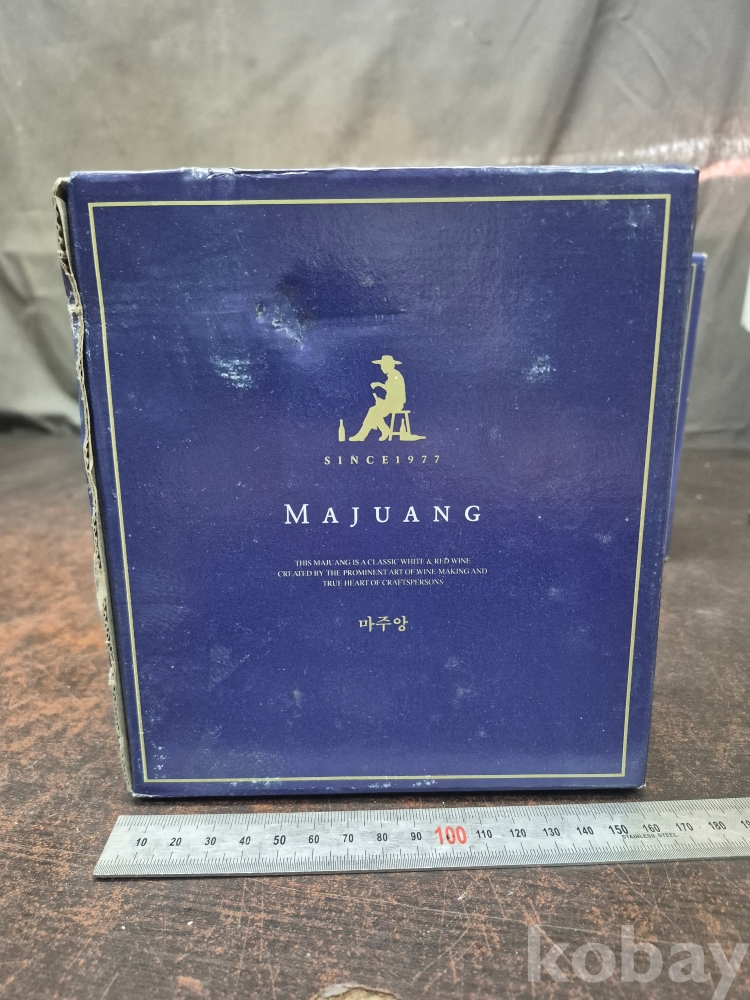 SINCE1977
MAJUANG
THIS MAJUANG IS A CLASSIC WHITE & RED WINE
CREATED BY THE PROMINENT ART OF WINE-MAKING AND
TRUE HEART OF CRAFTSPERSONS
마주앙
10 20 30 40 50 60 70 80 90 100 110 120 130 140 150 160 170 180
STAINLESS STEEL
kobay